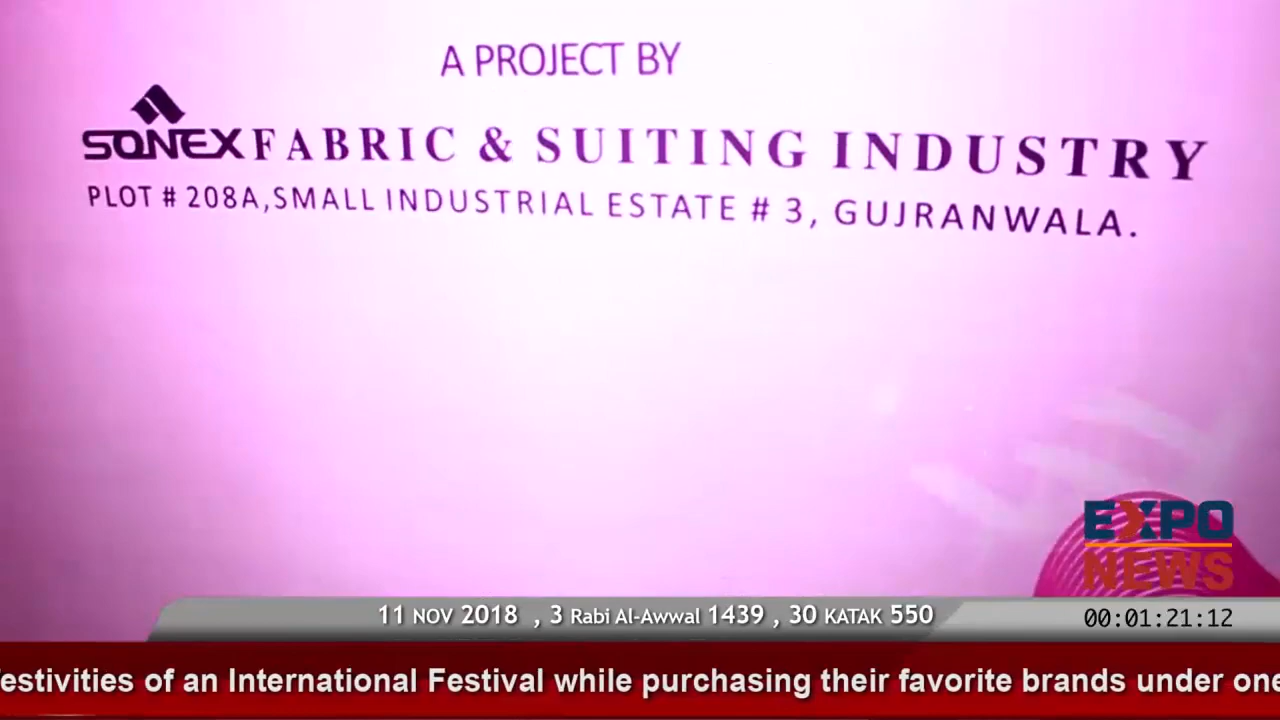 A PROJECT BY
SONEX FABRIC & SUITING INDUSTRY
PLOT # 208A, SMALL INDUSTRIAL ESTATE # 3, GUJRANWALA.
EXPO
NEWS
11 NOV 2018 , 3 Rabi Al-Awwal 1439 , 30 KATAK 550
00:01:21:12
festivities of an International Festival while purchasing their favorite brands under one